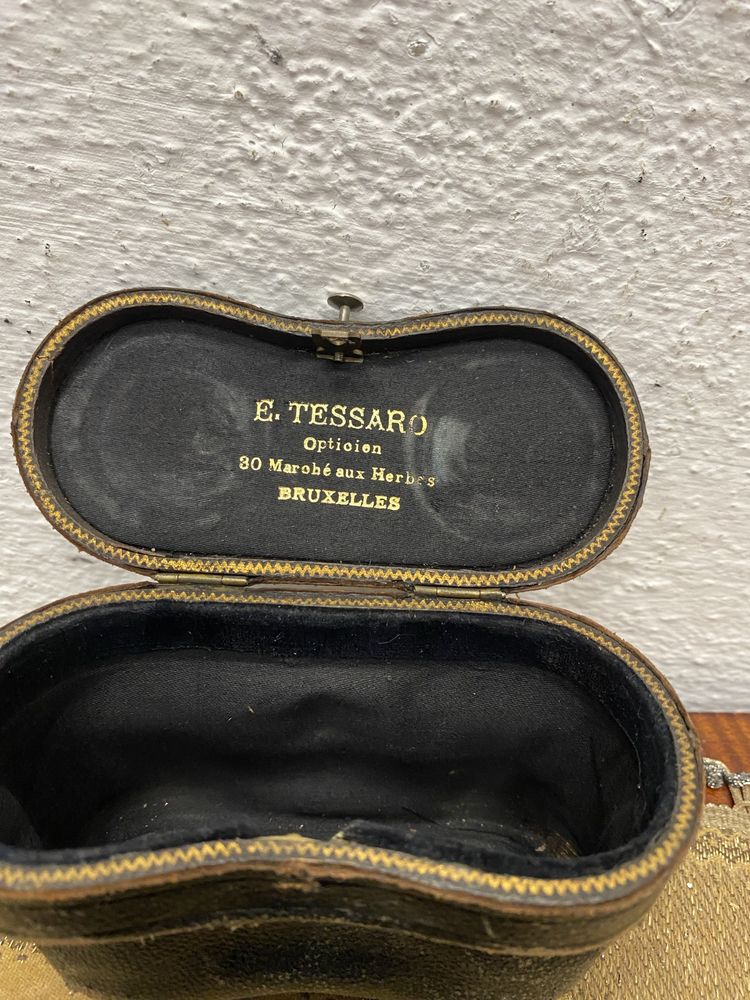 E. TESSARO
Opticien
30 Marché aux Herbes
BRUXELLES